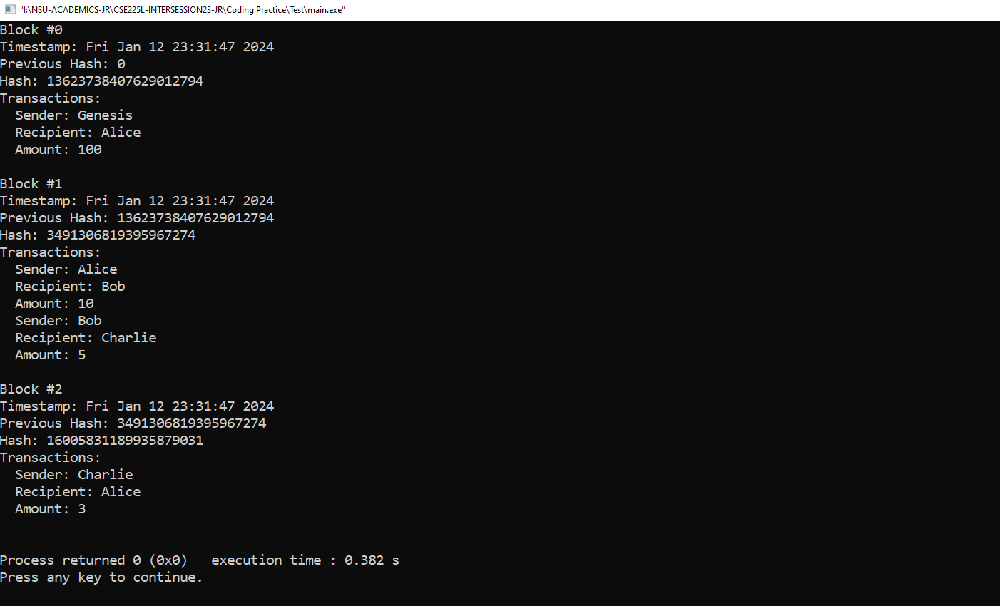 "I:\NSU-ACADEMICS-JR\CSE225L-INTERSESSION23-JR\Coding Practice\Test\main.exe"
Block #0
Timestamp: Fri Jan 12 23:31:47 2024
Previous Hash: 0
Hash: 13623738407629012794
Transactions:
  Sender: Genesis
  Recipient: Alice
  Amount: 100

Block #1
Timestamp: Fri Jan 12 23:31:47 2024
Previous Hash: 13623738407629012794
Hash: 3491306819395967274
Transactions:
  Sender: Alice
  Recipient: Bob
  Amount: 10
  Sender: Bob
  Recipient: Charlie
  Amount: 5

Block #2
Timestamp: Fri Jan 12 23:31:47 2024
Previous Hash: 3491306819395967274
Hash: 16005831189935879031
Transactions:
  Sender: Charlie
  Recipient: Alice
  Amount: 3

Process returned 0 (0x0)   execution time : 0.382 s
Press any key to continue.